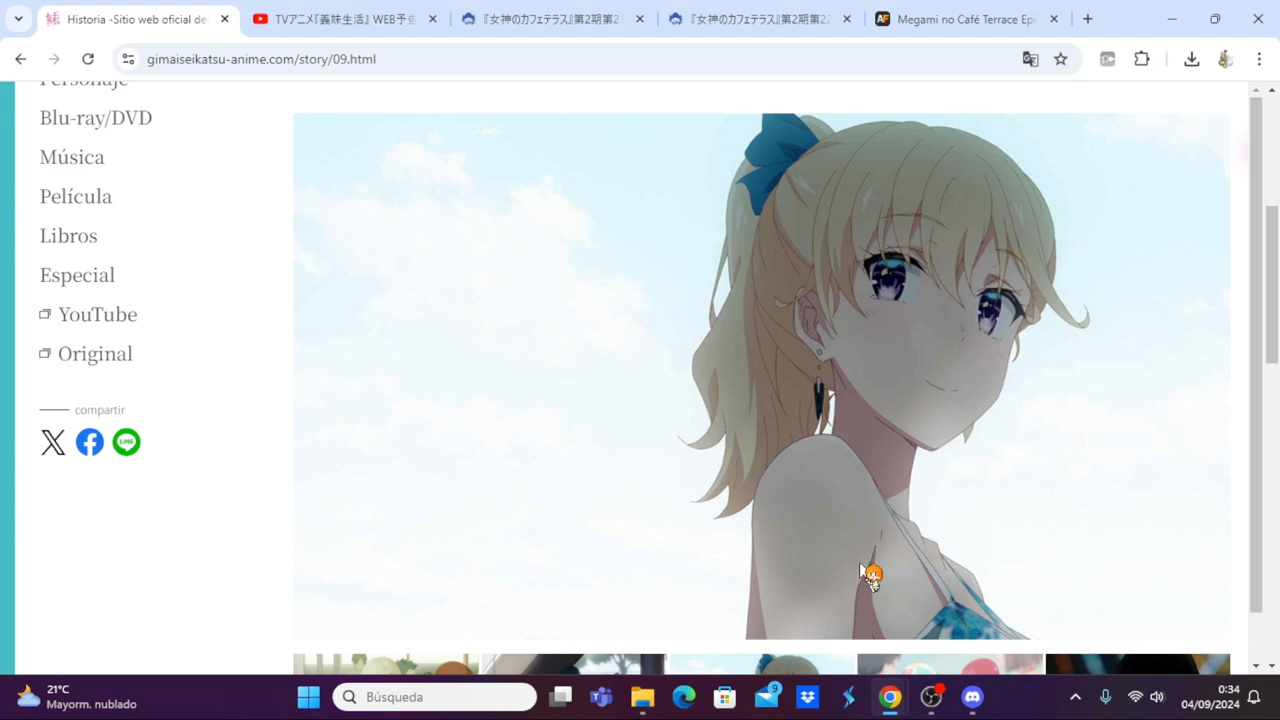 Historia -Sitio web oficial de
TVアニメ『義妹生活』WEB予告
『女神のカフェテラス』第2期第2
『女神のカフェテラス』第2期第22
Megami no Café Terrace Epi
gimaiseikatsu-anime.com/story/09.html
Personaje
Blu-ray/DVD
Música
Película
Libros
Especial
YouTube
Original
compartir
LINE
21°C
Mayorm. nublado
Búsqueda
9
0:34
04/09/2024